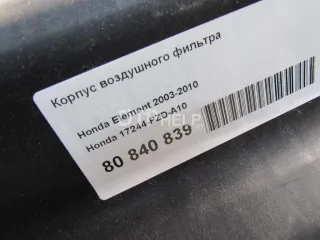 Корпус воздушного фильтра
Honda Element 2003-2010
Honda 17244-PZD-A10
80 840 839